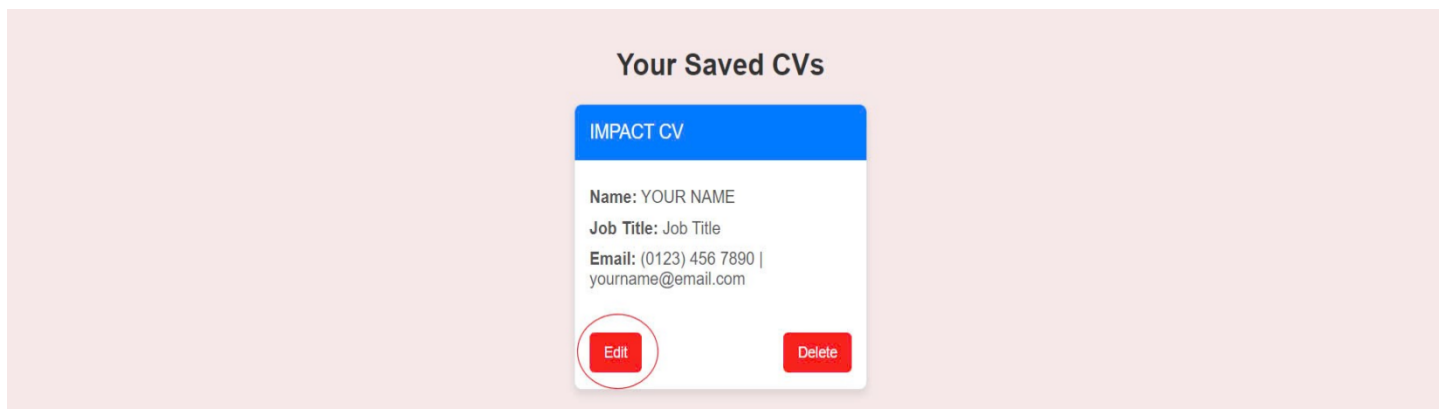 Your Saved CVs
IMPACT CV
Name: YOUR NAME
Job Title: Job Title
Email: (0123) 456 7890 |
yourname@email.com
Edit
Delete